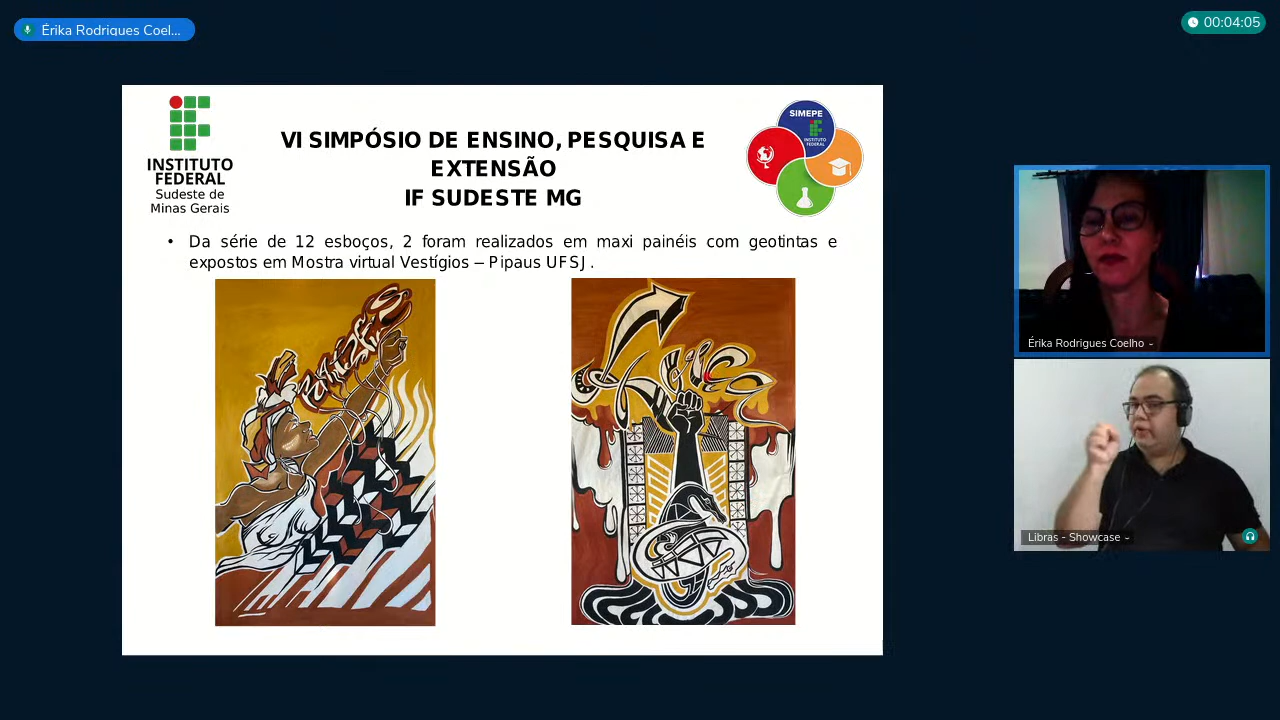 Érika Rodrigues Coel...
00:04:05
INSTITUTO
FEDERAL
Sudeste de
Minas Gerais
VI SIMPÓSIO DE ENSINO, PESQUISA E
EXTENSÃO
IF SUDESTE MG
SIMEPE
INSTITUTO
FEDERAL
• Da série de 12 esboços, 2 foram realizados em maxi painéis com geotintas e
expostos em Mostra virtual Vestígios – Pipaus UFSJ.
Érika Rodrigues Coelho
Libras - Showcase